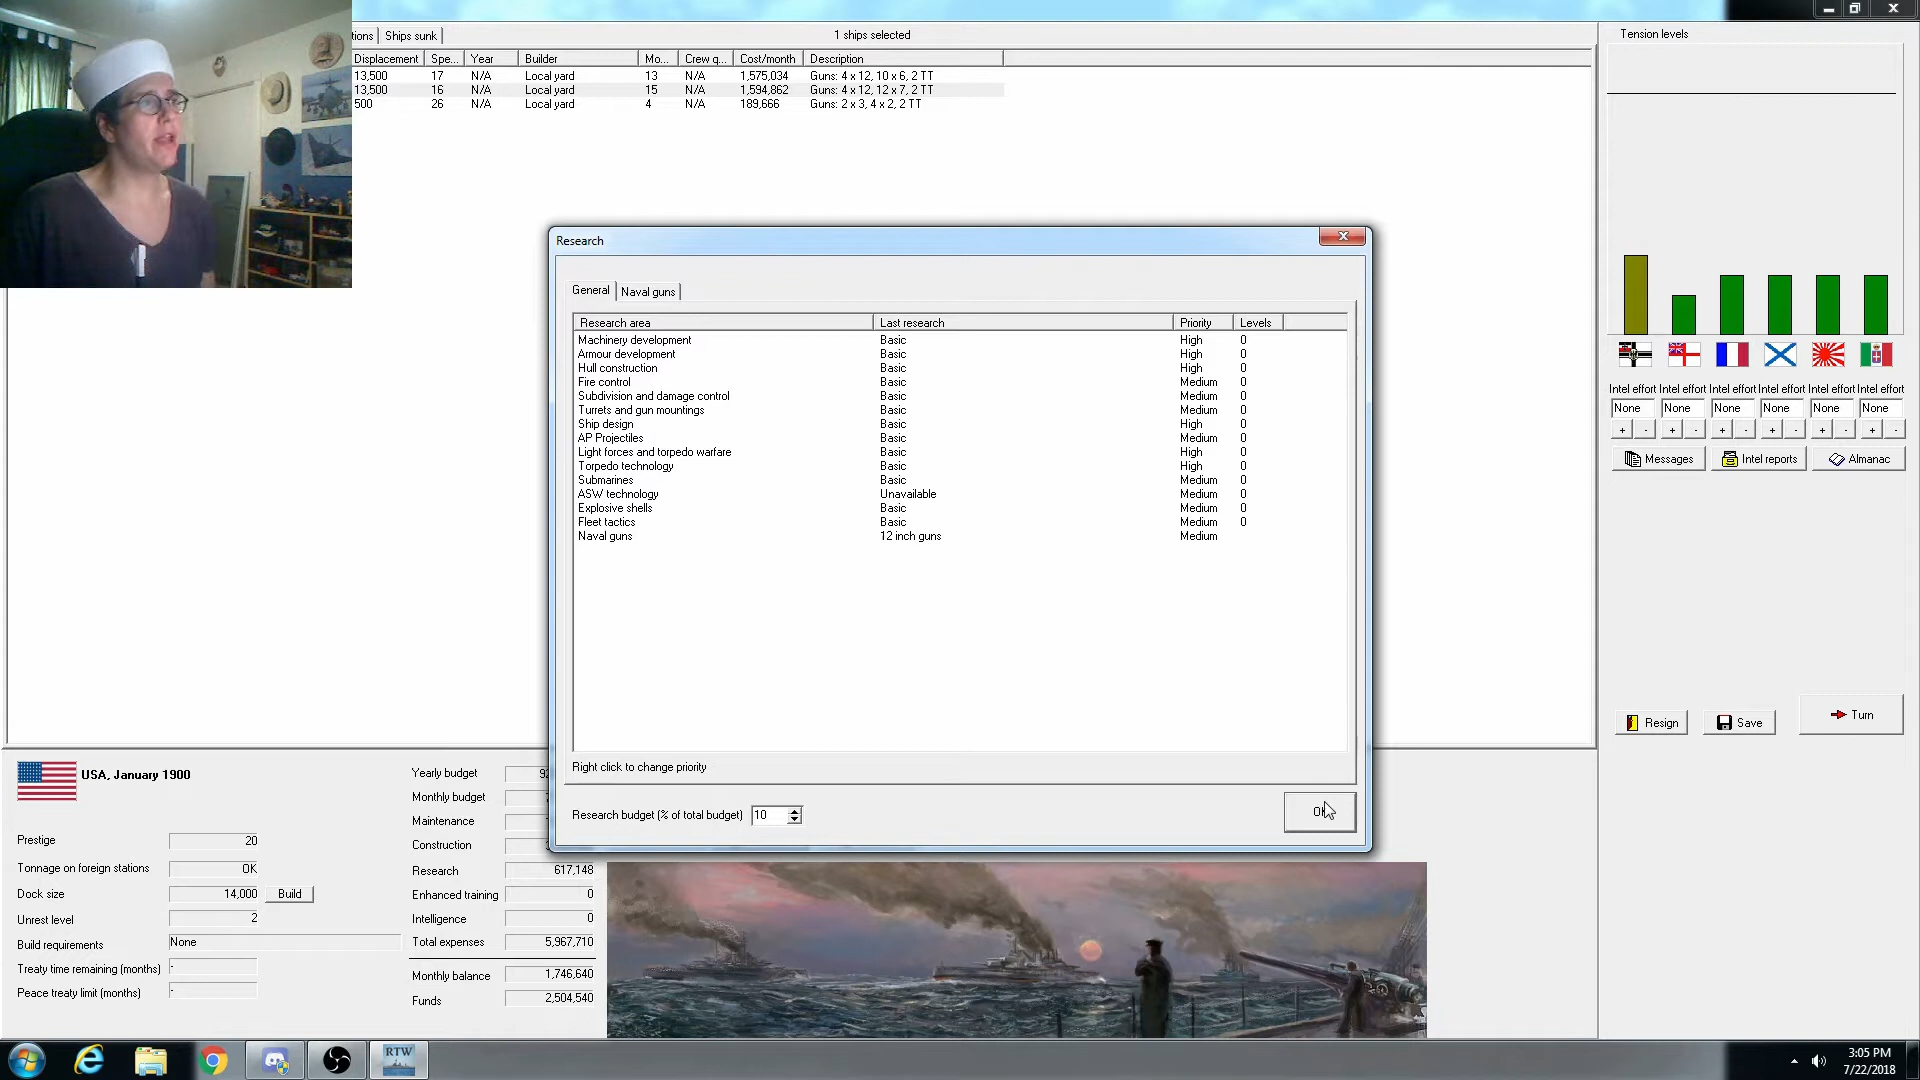 tions Ships sunk 1 ships selected Tension levels
Displacement Spe... Year Builder Mo... Crew q... Cost/month Description
13,500 17 N/A Local yard 13 N/A 1,575,034 Guns: 4 x 12, 10 x 6, 2 TT
13,500 16 N/A Local yard 15 N/A 1,594,862 Guns: 4 x 12, 12 x 7, 2 TT
500 26 N/A Local yard 4 N/A 189,666 Guns: 2 x 3, 4 x 2, 2 TT
Research
General Naval guns
Research area Last research Priority Levels
Machinery development Basic High 0
Armour development Basic High 0
Hull construction Basic High 0
Fire control Basic Medium 0
Subdivision and damage control Basic Medium 0
Turrets and gun mountings Basic Medium 0
Ship design Basic High 0
AP Projectiles Basic Medium 0
Light forces and torpedo warfare Basic High 0
Torpedo technology Basic High 0
Submarines Basic Medium 0
ASW technology Unavailable Medium 0
Explosive shells Basic Medium 0
Fleet tactics Basic Medium 0
Naval guns 12 inch guns Medium
Right click to change priority
Research budget (% of total budget) 10
Intel effort Intel effort Intel effort Intel effort Intel effort Intel effort
None None None None None None
+ - + - + - + - + - + -
Messages Intel reports Almanac
Resign Save Turn
USA, January 1900
Prestige 20
Tonnage on foreign stations OK
Dock size 14,000 Build
Unrest level 2
Build requirements None
Treaty time remaining (months) -
Peace treaty limit (months) -
Yearly budget
Monthly budget
Maintenance
Construction
Research 617,148
Enhanced training 0
Intelligence 0
Total expenses 5,967,710
Monthly balance 1,746,640
Funds 2,504,540
RTW
3:05 PM
7/22/2018